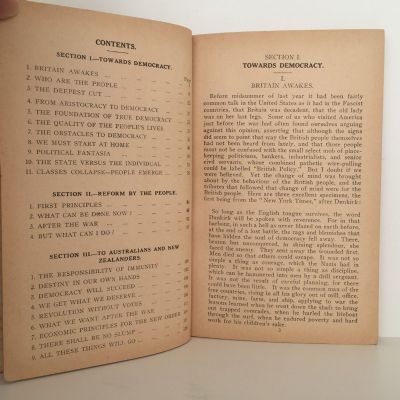 CONTENTS.
SECTION I.—TOWARDS DEMOCRACY.
1. BRITAIN AWAKES
2. WHO ARE THE PEOPLE
3. THE DEEPEST CUT
4. FROM ARISTOCRACY TO DEMOCRACY
5. THE FOUNDATION OF TRUE DEMOCRACY
6. THE QUALITY OF THE PEOPLE'S LIVES
7. THE OBSTACLES TO DEMOCRACY
8. WE MUST START AT HOME
9. POLITICAL FANTASIA
10. THE STATE VERSUS THE INDIVIDUAL
11. CLASSES COLLAPSE—PEOPLE EMERGE
SECTION II.—REFORM BY THE PEOPLE.
1. FIRST PRINCIPLES
2. WHAT CAN BE DONE NOW?
3. AFTER THE WAR
4. BUT WHAT CAN I DO?
SECTION III.—TO AUSTRALIANS AND NEW
ZEALANDERS.
1. THE RESPONSIBILITY OF IMMUNITY
2. DESTINY IN OUR OWN HANDS
3. DEMOCRACY WILL SUCCEED
4. WE GET WHAT WE DESERVE
5. REVOLUTION WITHOUT VOTES
6. WHAT WE WANT AFTER THE WAR
7. ECONOMIC PRINCIPLES FOR THE NEW ORDER
8. THERE SHALL BE NO SLUMP
9. ALL THESE THINGS WILL GO
SECTION I.
TOWARDS DEMOCRACY.
I.
BRITAIN AWAKES.
Before midsummer of last year it had been fairly
common talk in the United States as it had in the Fascist
countries, that Britain was decadent, that the old lady
was on her last legs. Some of us who visited America
just before the war had often found ourselves arguing
against this opinion, asserting that although the signs
did seem to point that way the British people somewhere
had not been heard from lately, and that those people
must not be confused with the small mob of place-
keeping politicians, bankers, industrialists, and senior
civil servants, whose combined pathetic wire-pulling
could be labelled "British Policy." But I doubt if we
were believed. Yet the change of mind was brought
about by the behaviour of the British people, and the
tributes that followed that change of mind were for the
British people. Here are three excellent specimens, the
first being from the "New York Times," after Dunkirk:
So long as the English tongue survives, the word
Dunkirk will be spoken with reverence. For in that
harbour, in such a hell as never blazed on earth before,
at the end of a lost battle, the rags and blemishes that
have hidden the soul of democracy fell away. There,
beaten but unconquered, in shining splendour, she
faced the enemy. They sent away the wounded first.
Men died so that others could escape. It was not so
simple a thing as courage, which the Nazis had in
plenty. It was not so simple a thing as discipline,
which can be hammered into men by a drill sergeant.
It was not the result of careful planning, for there
could have been little. It was the common man of the
free countries, rising in all his glory out of mill, office,
factory, mine, farm, and ship, applying to war the
lessons learned when he went down the shaft to bring
out trapped comrades, when he hurled the lifeboat
through the surf, when he endured poverty and hard
work for his children's sake.